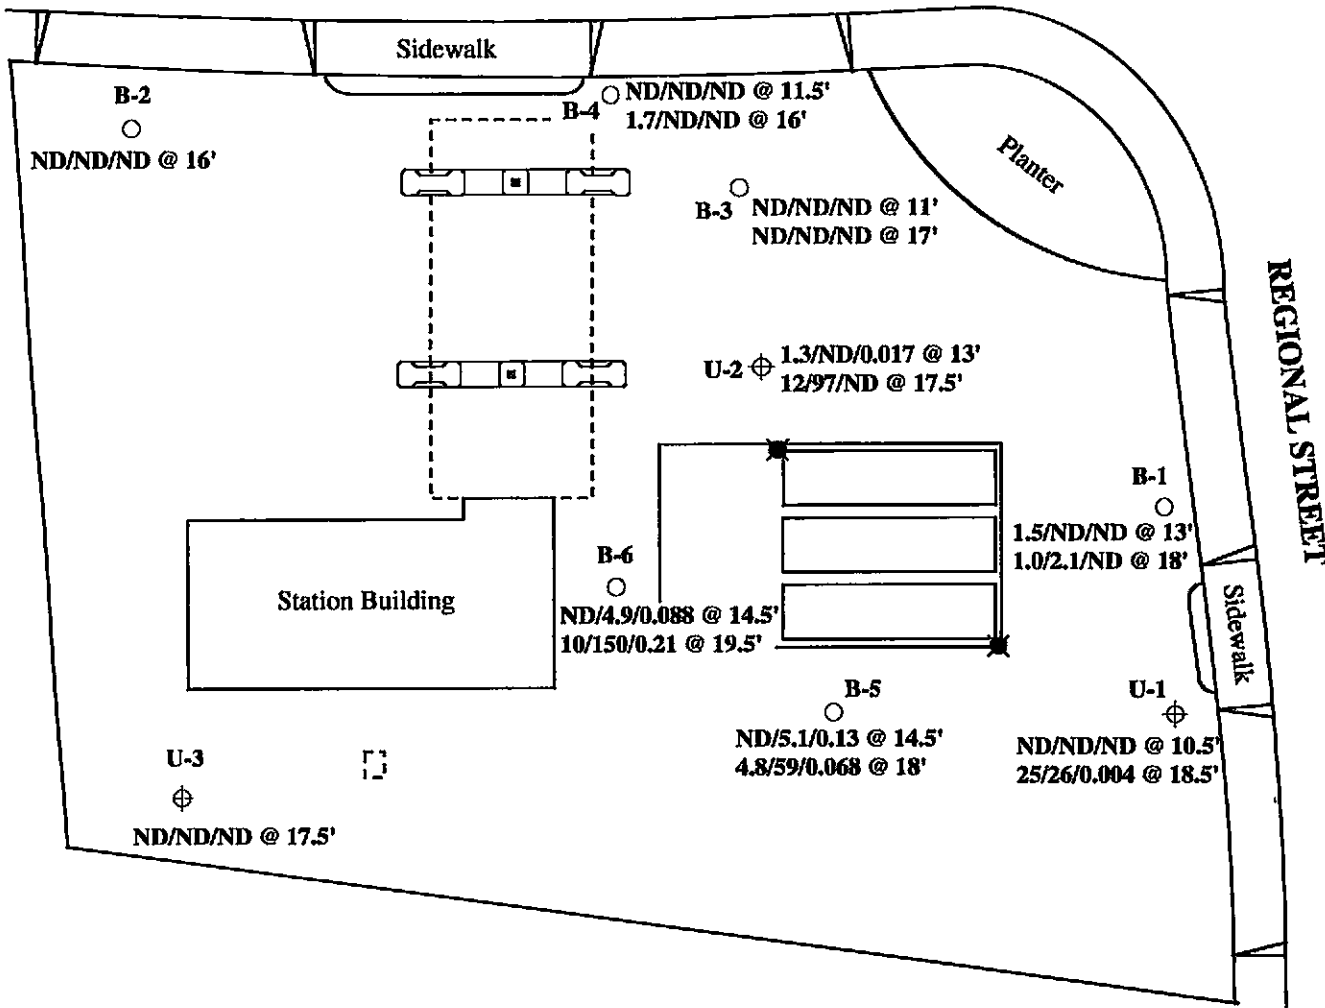 Sidewalk
B-2
ND/ND/ND @ 16'
B-4
ND/ND/ND @ 11.5'
1.7/ND/ND @ 16'
Planter
B-3
ND/ND/ND @ 11'
ND/ND/ND @ 17'
REGIONAL STREET
U-2
1.3/ND/0.017 @ 13'
12/97/ND @ 17.5'
B-1
1.5/ND/ND @ 13'
1.0/2.1/ND @ 18'
B-6
ND/4.9/0.088 @ 14.5'
10/150/0.21 @ 19.5'
Station Building
Sidewalk
B-5
ND/5.1/0.13 @ 14.5'
4.8/59/0.068 @ 18'
U-1
ND/ND/ND @ 10.5'
25/26/0.004 @ 18.5'
U-3
ND/ND/ND @ 17.5'